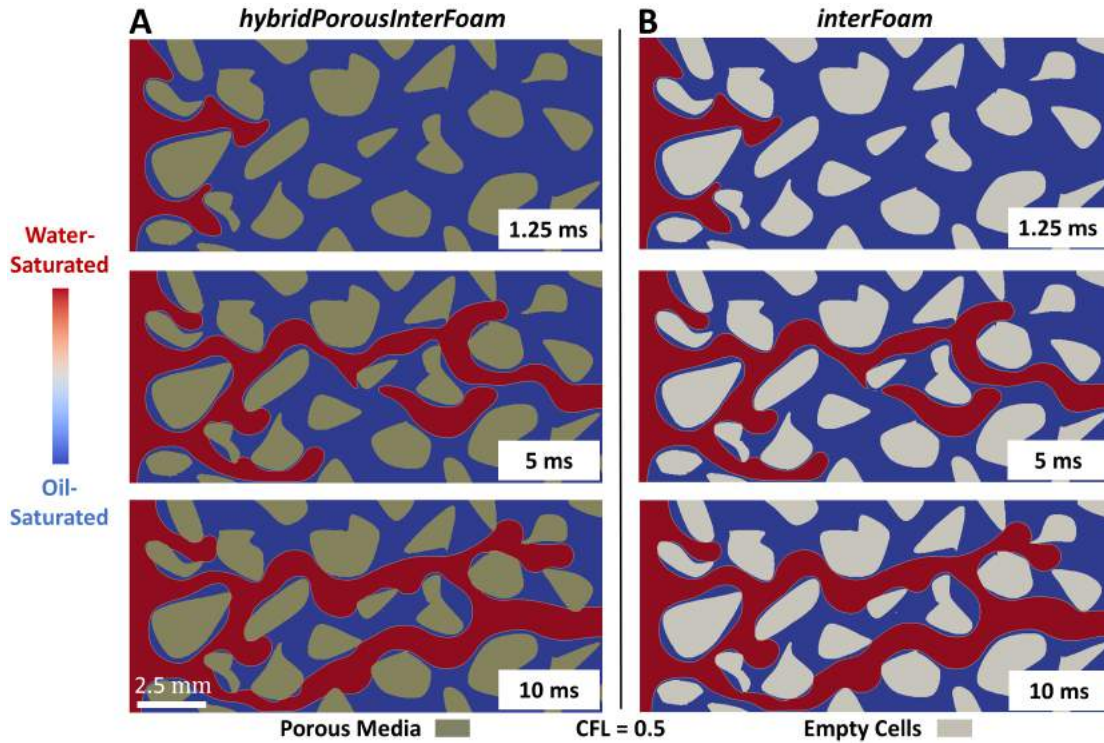 A hybridPorousInterFoam
B interFoam
1.25 ms
1.25 ms
Water-
Saturated
Oil-
Saturated
5 ms
5 ms
2.5 mm
10 ms
10 ms
Porous Media CFL = 0.5 Empty Cells